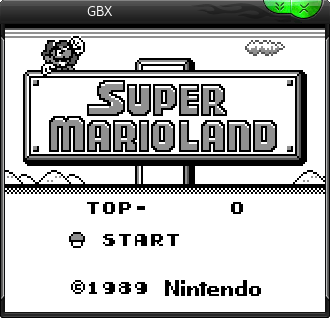 GBX
SUPER
MARIOLAND
TOP- 0
START
©1989 Nintendo